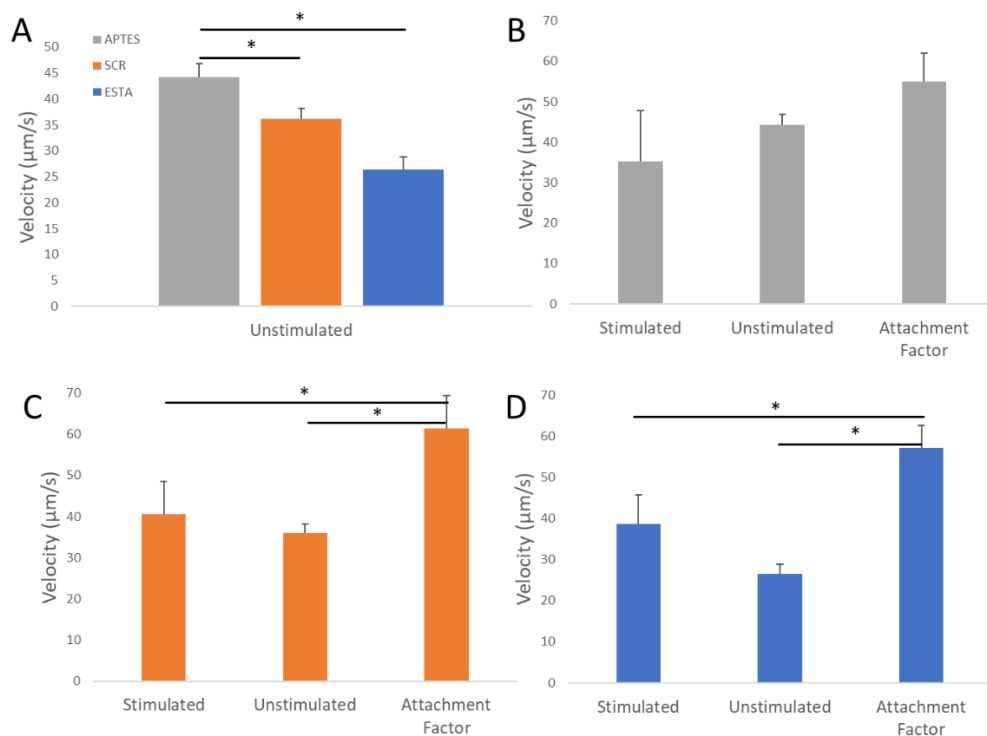 A
APTES
SCR
ESTA
*
*
Velocity (µm/s)
50
45
40
35
30
25
20
15
10
5
0
Unstimulated
B
Velocity (µm/s)
70
60
50
40
30
20
10
0
Stimulated
Unstimulated
Attachment
Factor
C
*
*
Velocity (µm/s)
70
60
50
40
30
20
10
0
Stimulated
Unstimulated
Attachment
Factor
D
*
*
Velocity (µm/s)
70
60
50
40
30
20
10
0
Stimulated
Unstimulated
Attachment
Factor